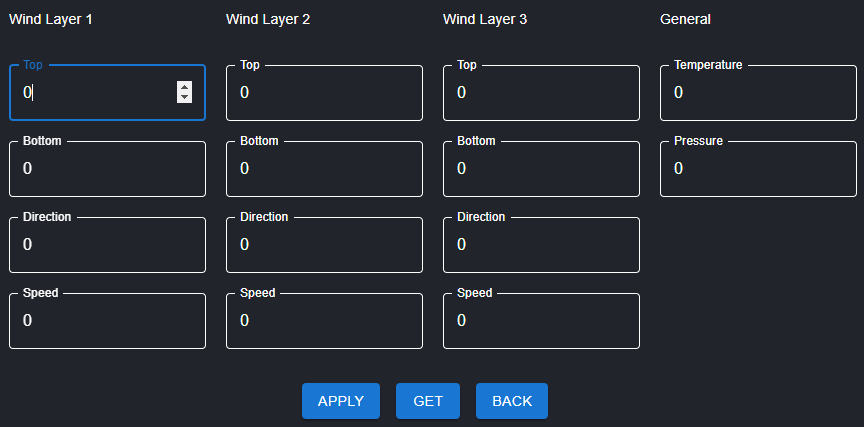 Wind Layer 1 Wind Layer 2 Wind Layer 3 General
Top Top Top Temperature
0 0 0 0
Bottom Bottom Bottom Pressure
0 0 0 0
Direction Direction Direction
0 0 0
Speed Speed Speed
0 0 0
APPLY GET BACK